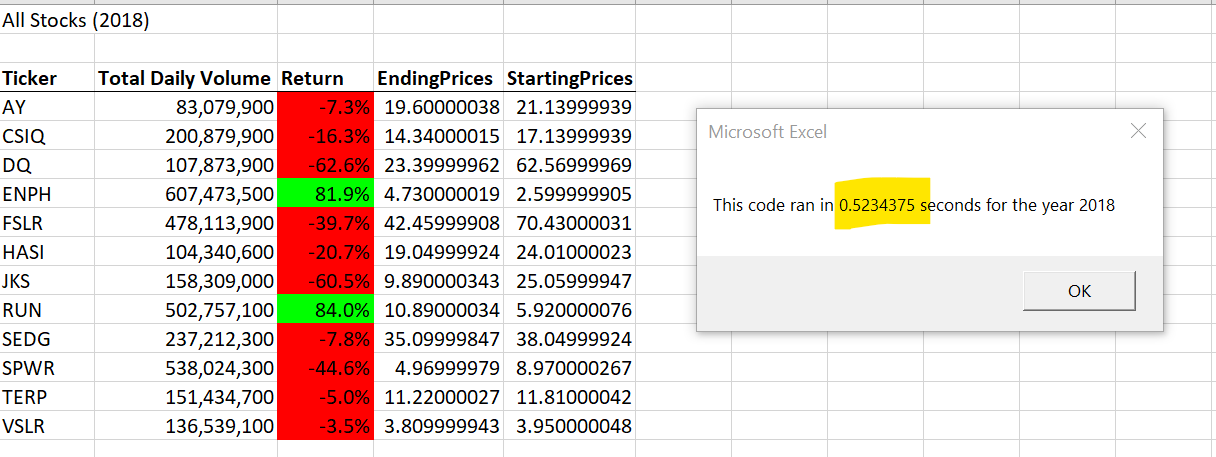 All Stocks (2018)
Ticker Total Daily Volume Return EndingPrices StartingPrices
AY 83,079,900 -7.3% 19.60000038 21.13999939
CSIQ 200,879,900 -16.3% 14.34000015 17.13999939
DQ 107,873,900 -62.6% 23.39999962 62.56999969
ENPH 607,473,500 81.9% 4.730000019 2.599999905
FSLR 478,113,900 -39.7% 42.45999908 70.43000031
HASI 104,340,600 -20.7% 19.04999924 24.01000023
JKS 158,309,000 -60.5% 9.890000343 25.05999947
RUN 502,757,100 84.0% 10.89000034 5.920000076
SEDG 237,212,300 -7.8% 35.09999847 38.04999924
SPWR 538,024,300 -44.6% 4.96999979 8.970000267
TERP 151,434,700 -5.0% 11.22000027 11.81000042
VSLR 136,539,100 -3.5% 3.809999943 3.950000048
Microsoft Excel
This code ran in 0.5234375 seconds for the year 2018
OK